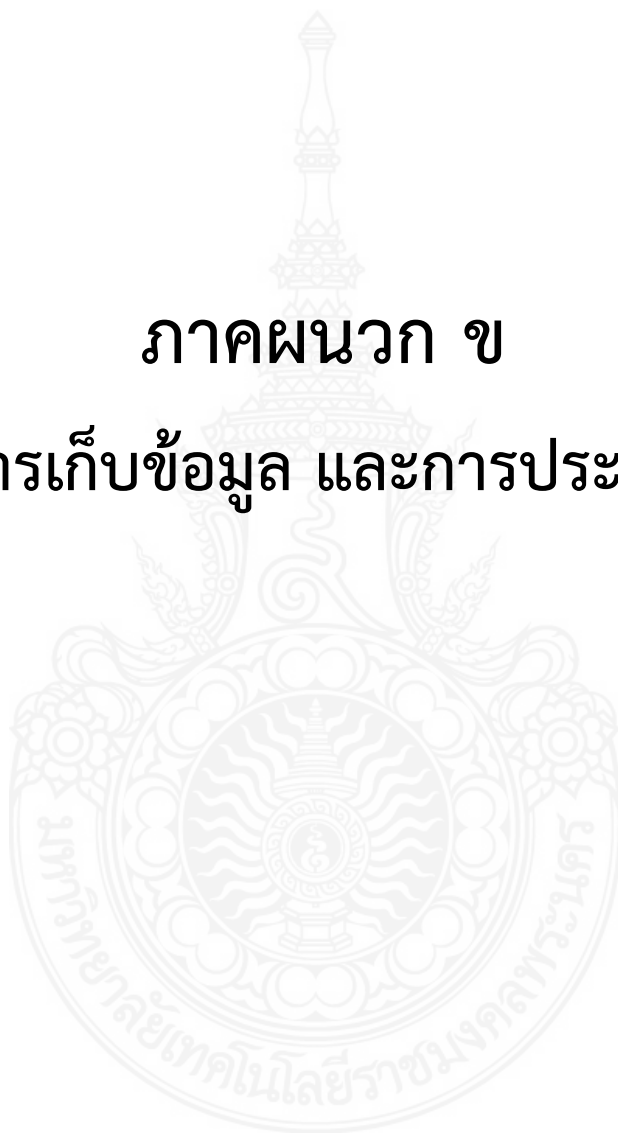 ภาคผนวก ข
ารเก็บข้อมูล และการประ
มหาวิทยาลัยเทคโนโลยีราชมงคลพระนคร